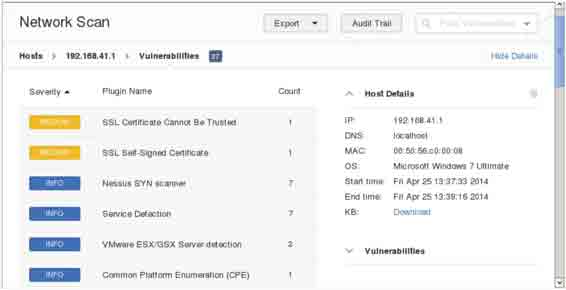 Network Scan
Export
Audit Trail
Hosts > 192.168.41.1 > Vulnerabilities 37
Hide Details
Severity Plugin Name Count
MEDIUM SSL Certificate Cannot Be Trusted 1
MEDIUM SSL Self-Signed Certificate 1
INFO Nessus SYN scanner 7
INFO Service Detection 7
INFO VMware ESX/GSX Server detection 2
INFO Common Platform Enumeration (CPE) 1
Host Details
IP: 192.168.41.1
DNS: localhost
MAC: 00:50:56:c0:00:08
OS: Microsoft Windows 7 Ultimate
Start time: Fri Apr 25 13:37:33 2014
End time: Fri Apr 25 13:39:16 2014
KB: Download
Vulnerabilities